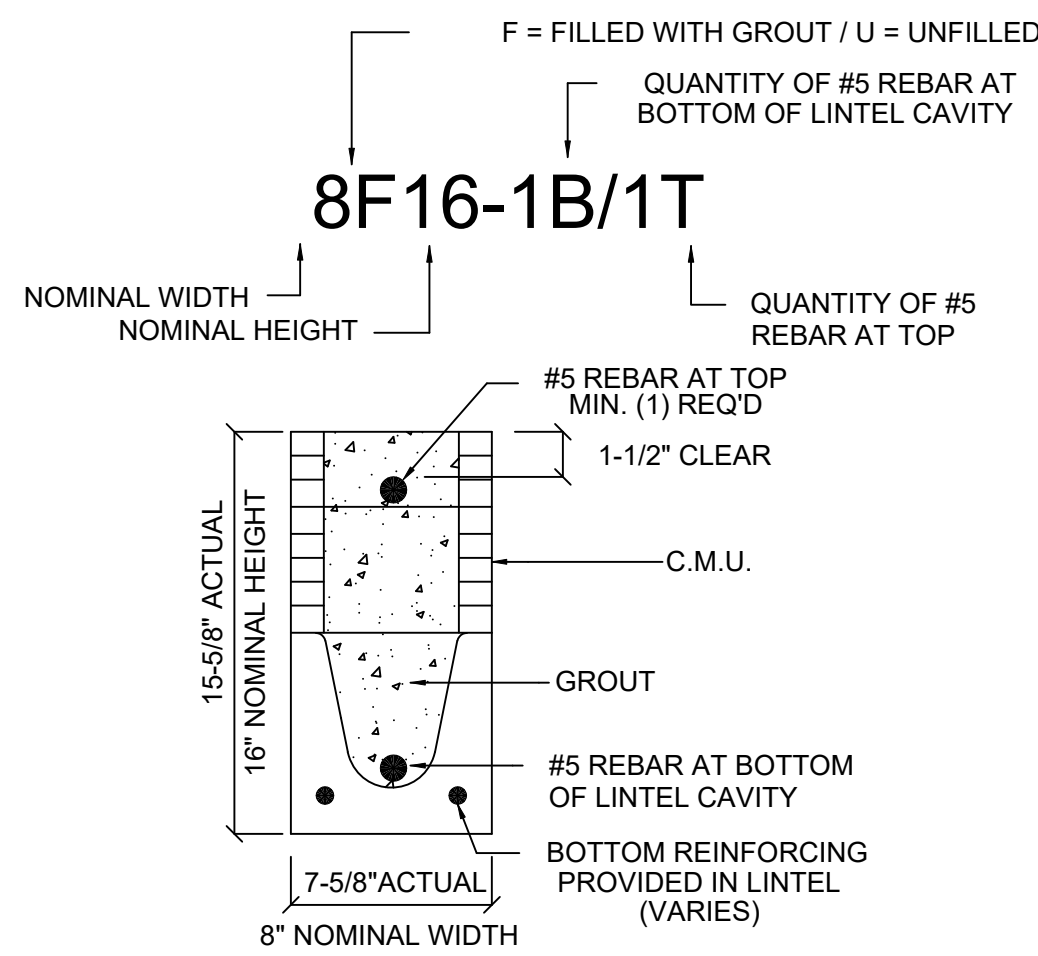 F = FILLED WITH GROUT / U = UNFILLED
QUANTITY OF #5 REBAR AT
BOTTOM OF LINTEL CAVITY
8F16-1B/1T
NOMINAL WIDTH
NOMINAL HEIGHT
QUANTITY OF #5
REBAR AT TOP
#5 REBAR AT TOP
MIN. (1) REQ'D
1-1/2" CLEAR
15-5/8" ACTUAL
16" NOMINAL HEIGHT
C.M.U.
GROUT
#5 REBAR AT BOTTOM
OF LINTEL CAVITY
BOTTOM REINFORCING
PROVIDED IN LINTEL
(VARIES)
7-5/8"ACTUAL
8" NOMINAL WIDTH